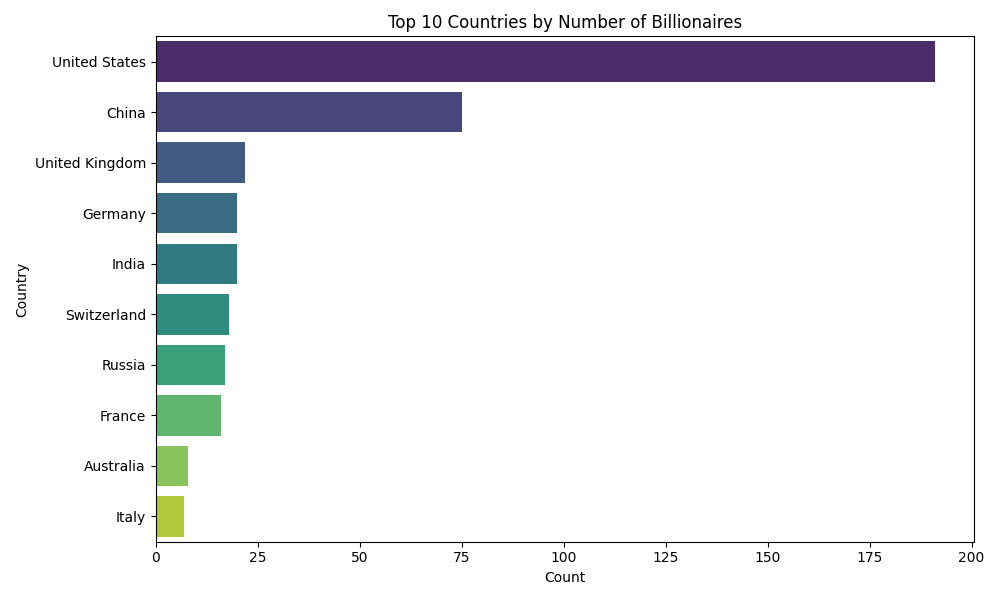 Top 10 Countries by Number of Billionaires
United States
China
United Kingdom
Germany
India
Switzerland
Russia
France
Australia
Italy
Country
0 25 50 75 100 125 150 175 200
Count